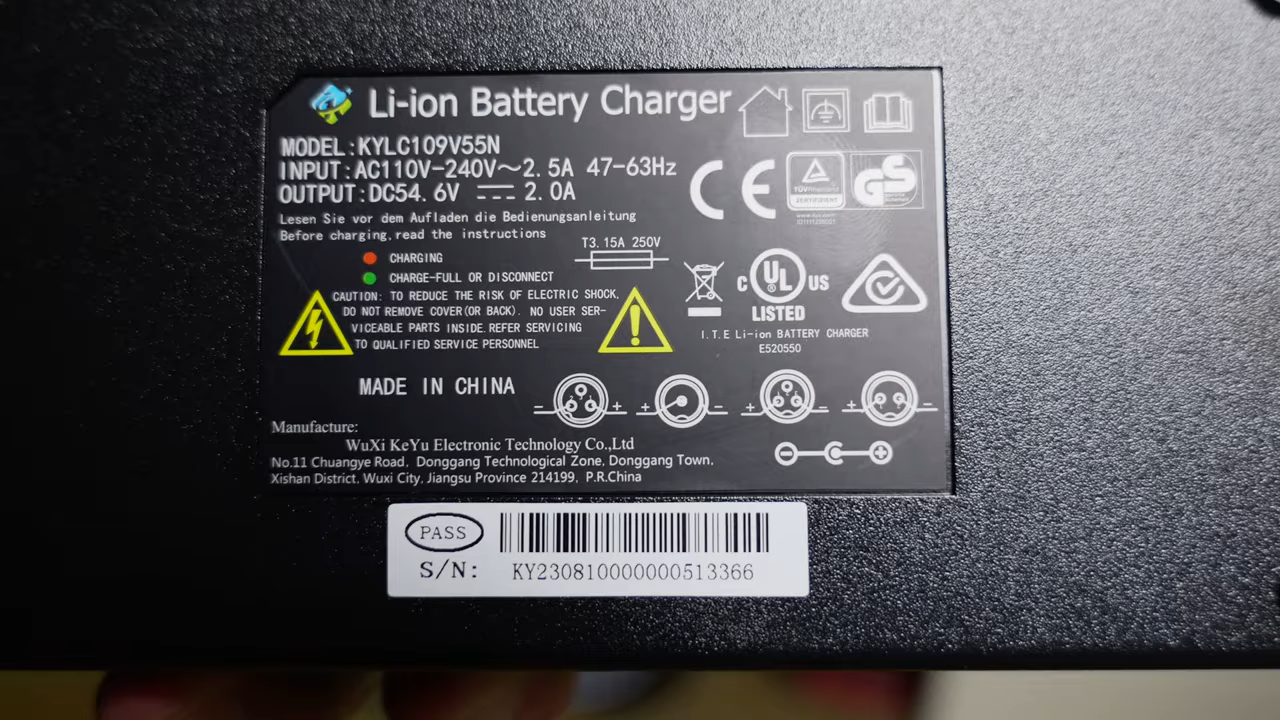 Li-ion Battery Charger
MODEL:KYLC109V55N
INPUT:AC110V-240V～2.5A 47-63Hz
OUTPUT:DC54.6V ⎓ 2.0A
Lesen Sie vor dem Aufladen die Bedienungsanleitung
Before charging,read the instructions
CHARGING
CHARGE-FULL OR DISCONNECT
T3.15A 250V
CE
TÜVRheinland
ZERTIFIZIERT
GS
CAUTION: TO REDUCE THE RISK OF ELECTRIC SHOCK,
DO NOT REMOVE COVER(OR BACK). NO USER SER-
VICEABLE PARTS INSIDE.REFER SERVICING
TO QUALIFIED SERVICE PERSONNEL
C UL® US
LISTED
I.T.E Li-ion BATTERY CHARGER
E520550
MADE IN CHINA
− +
+ −
+ −
+ −
− +
Manufacture:
WuXi KeYu Electronic Technology Co.,Ltd
No.11 Chuangye Road, Donggang Technological Zone, Donggang Town,
Xishan District. Wuxi City, Jiangsu Province 214199, P.R.China
PASS
S/N: KY230810000000513366